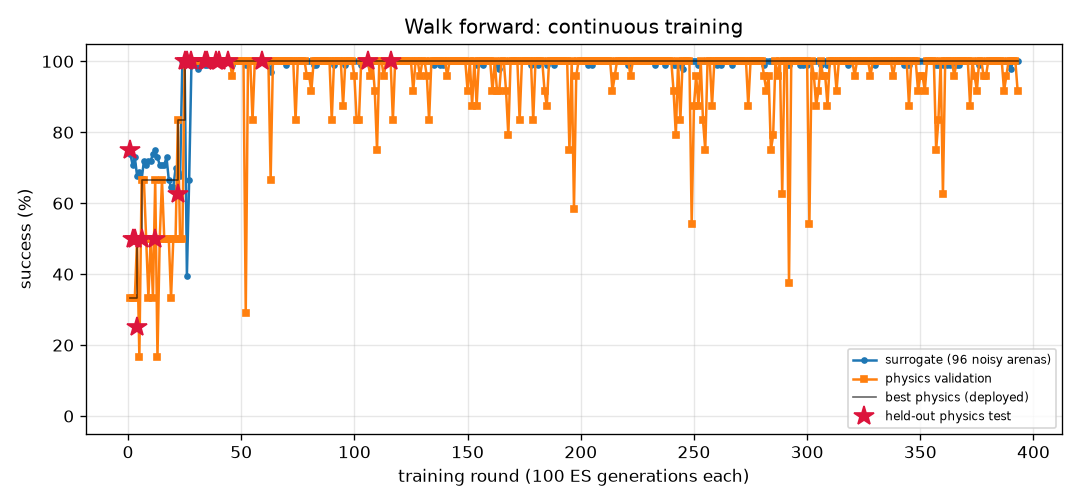 Walk forward: continuous training
success (%)
100
80
60
40
20
0
surrogate (96 noisy arenas)
physics validation
best physics (deployed)
held-out physics test
0 50 100 150 200 250 300 350 400
training round (100 ES generations each)